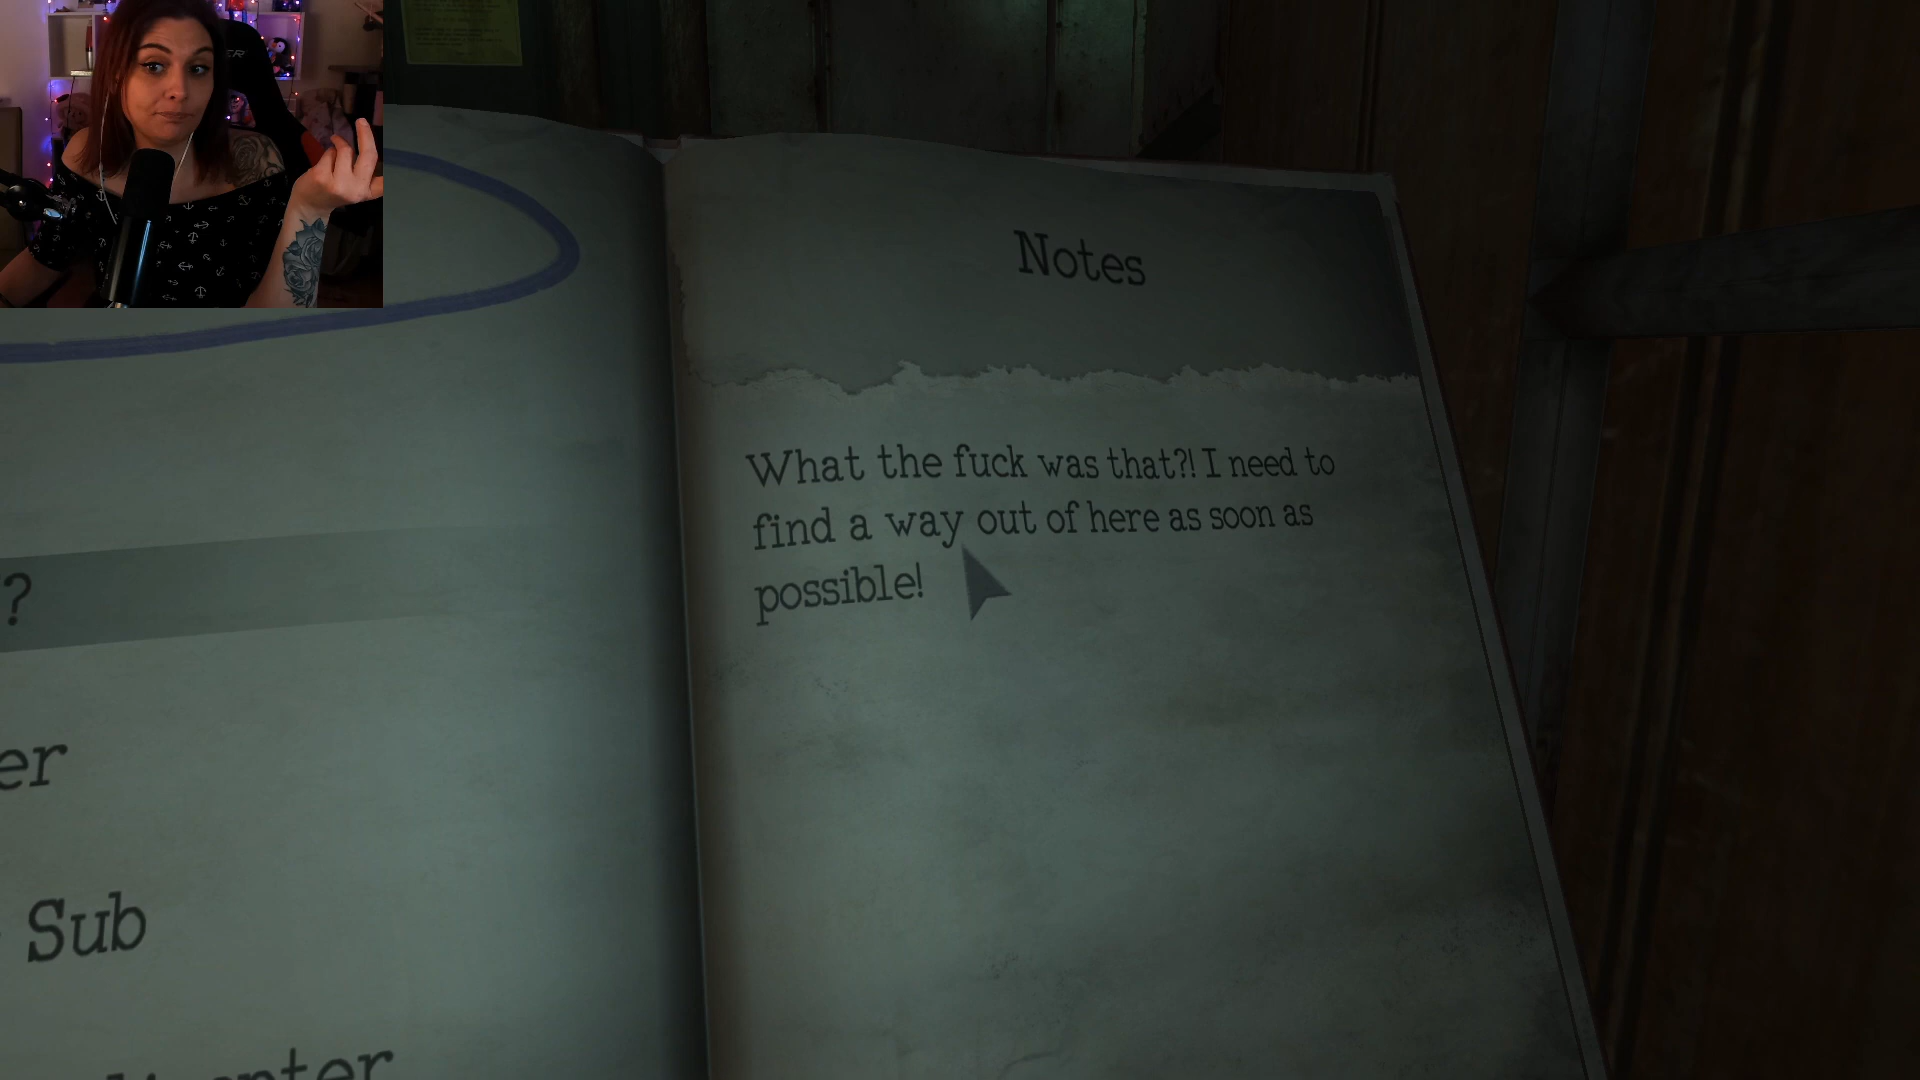 Notes
What the fuck was that?! I need to
find a way out of here as soon as
possible!
?
er
Sub